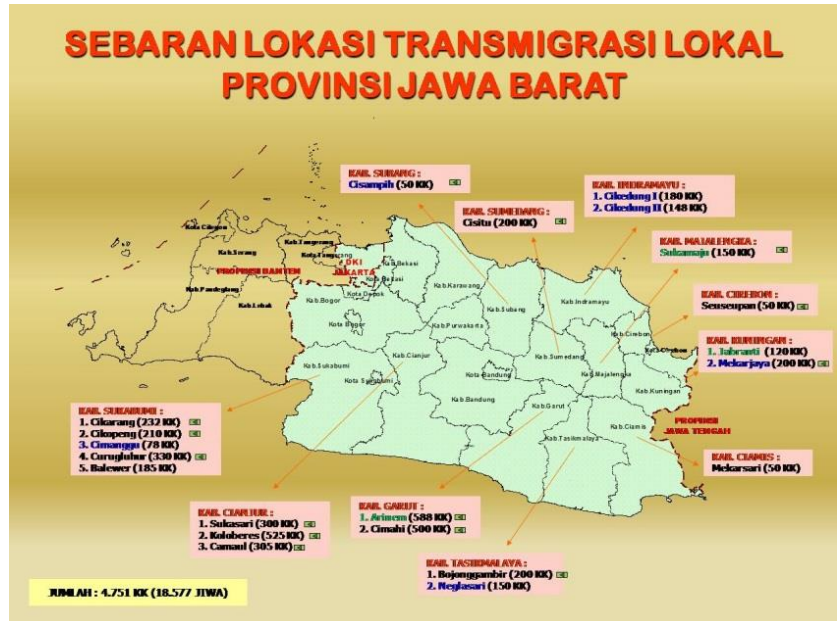 SEBARAN LOKASI TRANSMIGRASI LOKAL
PROVINSI JAWA BARAT
KAB. SUBANG :
Cisampih (50 KK)
KAB. SUMEDANG :
Cisitu (200 KK)
KAB. INDRAMAYU :
1. Cikedung I (180 KK)
2. Cikedung II (148 KK)
KAB. MAJALENGKA :
Sukamaju (150 KK)
KAB. CIREBON :
Seuseupan (50 KK)
KAB. KUNINGAN :
1. Jabranti (120 KK)
2. Mekarjaya (200 KK)
KAB. CIAMIS :
Mekarsari (50 KK)
KAB. SUKABUMI :
1. Cikarang (232 KK)
2. Cikopeng (210 KK)
3. Cimanggu (78 KK)
4. Curugluhur (330 KK)
5. Balewer (185 KK)
KAB. CIANJUR :
1. Sukasari (300 KK)
2. Koloberes (525 KK)
3. Camaul (305 KK)
KAB. GARUT :
1. Arinem (588 KK)
2. Cimahi (500 KK)
KAB. TASIKMALAYA :
1. Bojonggambir (200 KK)
2. Neglasari (150 KK)
JUMLAH : 4.751 KK (18.577 JIWA)
Kota Cilegon
Kab.Serang
Kab.Tangerang
Kota Tangerang
PROPINSI BANTEN
DKI
JAKARTA
Kab.Pandeglang
Kab.Lebak
Kab.Bekasi
Kota Bekasi
Kota Depok
Kab.Bogor
Kota Bogor
Kab.Karawang
Kab.Purwakarta
Kab.Subang
Kab.Indramayu
Kab.Sukabumi
Kota Sukabumi
Kab.Cianjur
Kota Bandung
Kab.Bandung
Kab.Sumedang
Kab.Majalengka
Kab.Cirebon
Kota Cirebon
Kab.Kuningan
Kab.Garut
Kab.Tasikmalaya
Kab.Ciamis
PROPINSI
JAWA TENGAH